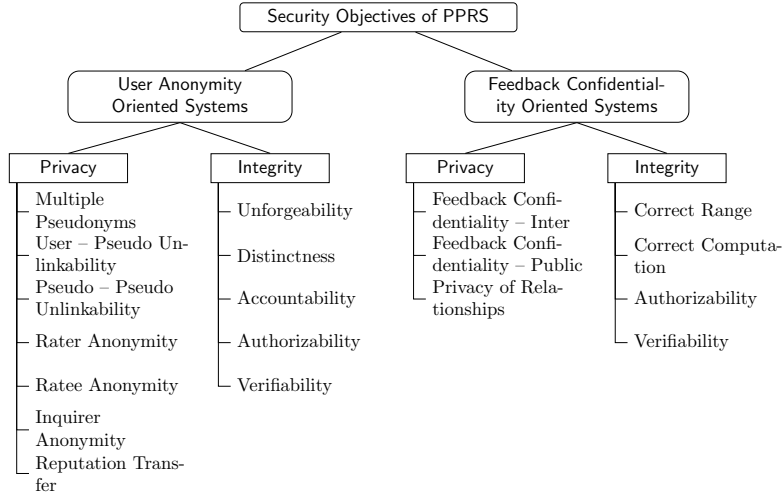 Security Objectives of PPRS
User Anonymity
Oriented Systems
Feedback Confidential-
ity Oriented Systems
Privacy
Integrity
Privacy
Integrity
Multiple
Pseudonyms
User – Pseudo Un-
linkability
Pseudo – Pseudo
Unlinkability
Rater Anonymity
Ratee Anonymity
Inquirer
Anonymity
Reputation Trans-
fer
Unforgeability
Distinctness
Accountability
Authorizability
Verifiability
Feedback Confi-
dentiality – Inter
Feedback Confi-
dentiality – Public
Privacy of Rela-
tionships
Correct Range
Correct Computa-
tion
Authorizability
Verifiability